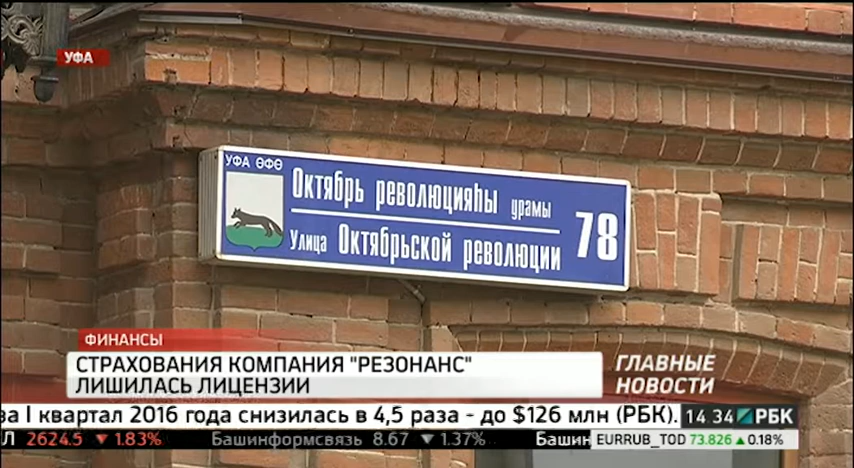 УФА
УФА ӨФӨ
Октябрь революцияһы урамы
Улица Октябрьской революции
78
ФИНАНСЫ
СТРАХОВАНИЯ КОМПАНИЯ "РЕЗОНАНС"
ЛИШИЛАСЬ ЛИЦЕНЗИИ
ГЛАВНЫЕ
НОВОСТИ
за I квартал 2016 года снизилась в 4,5 раза - до $126 млн (РБК).
14 34 РБК
Л 2624.5 ▼ 1.83% Башинформсвязь 8.67 ▼ 1.37% Башин
EURRUB_TOD 73.826 ▲ 0.18%